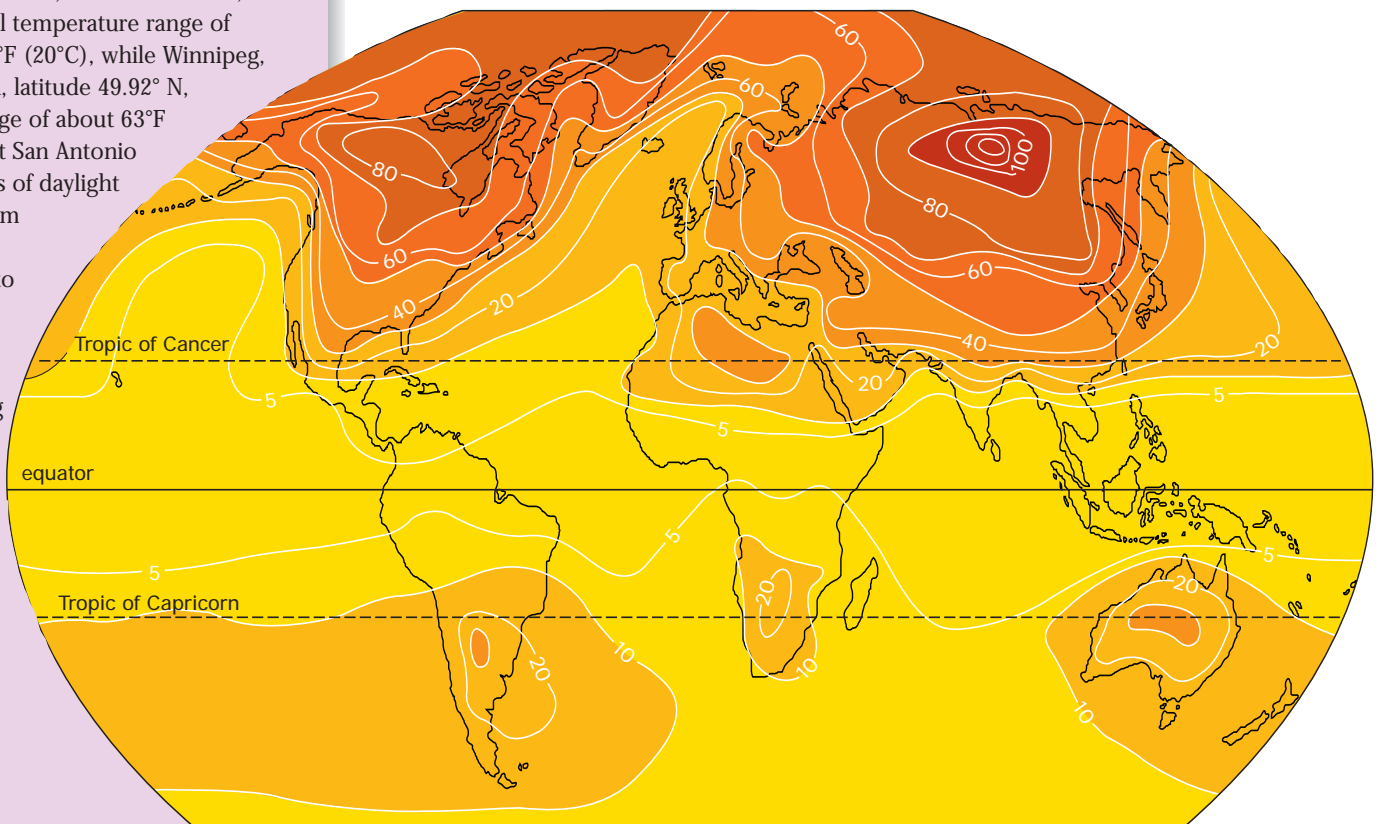 l temperature range of
°F (20°C), while Winnipeg,
, latitude 49.92° N,
ge of about 63°F
t San Antonio
s of daylight
m
o
g
60
60
100
80
80
60
60
40
20
40
20
Tropic of Cancer
20
5
5
5
equator
5
5
5
Tropic of Capricorn
20
20
10
20
10
10